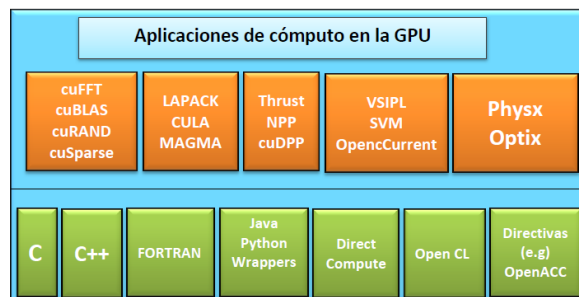 Aplicaciones de cómputo en la GPU
cuFFT
cuBLAS
cuRAND
cuSparse
LAPACK
CULA
MAGMA
Thrust
NPP
cuDPP
VSIPL
SVM
OpencCurrent
Physx
Optix
C
C++
FORTRAN
Java
Python
Wrappers
Direct
Compute
Open CL
Directivas
(e.g)
OpenACC